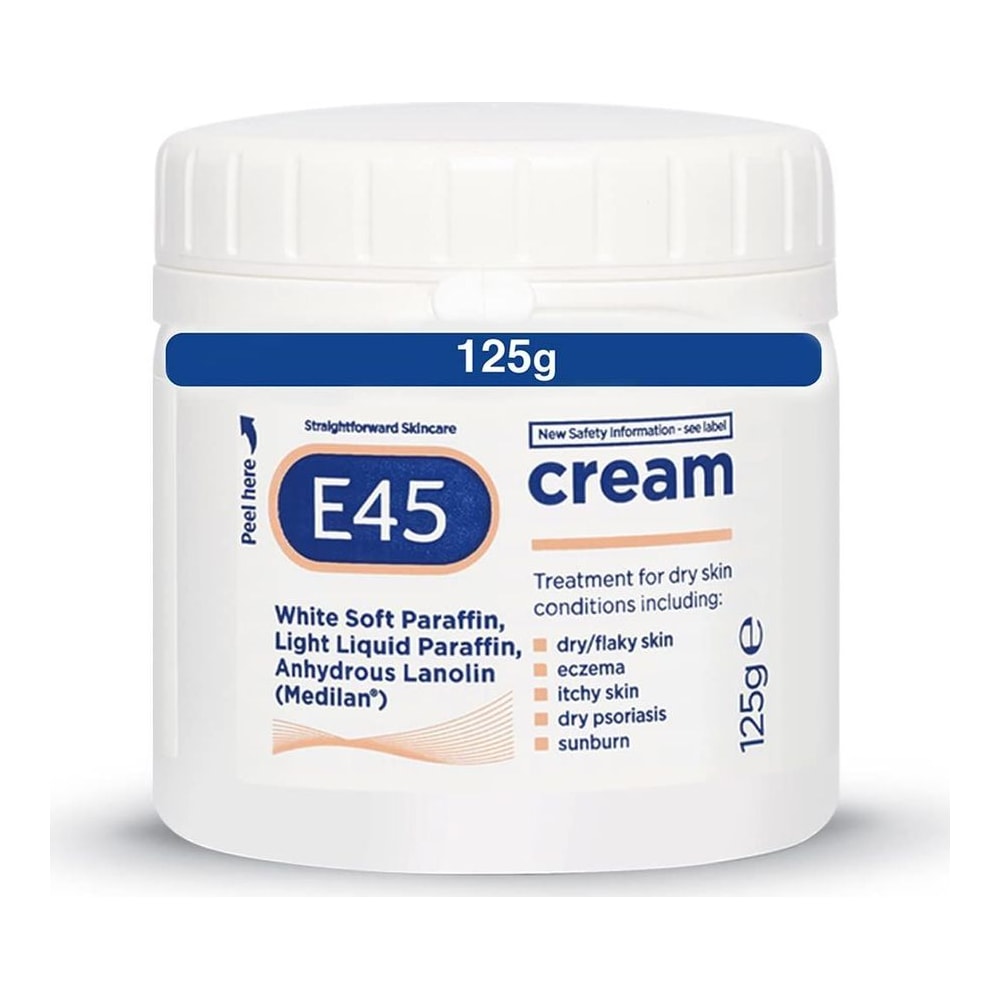 125g
Peel here
Straightforward Skincare
E45
White Soft Paraffin,
Light Liquid Paraffin,
Anhydrous Lanolin
(Medilan®)
New Safety Information - see label
cream
Treatment for dry skin
conditions including:
dry/flaky skin
eczema
itchy skin
dry psoriasis
sunburn
125g ℮